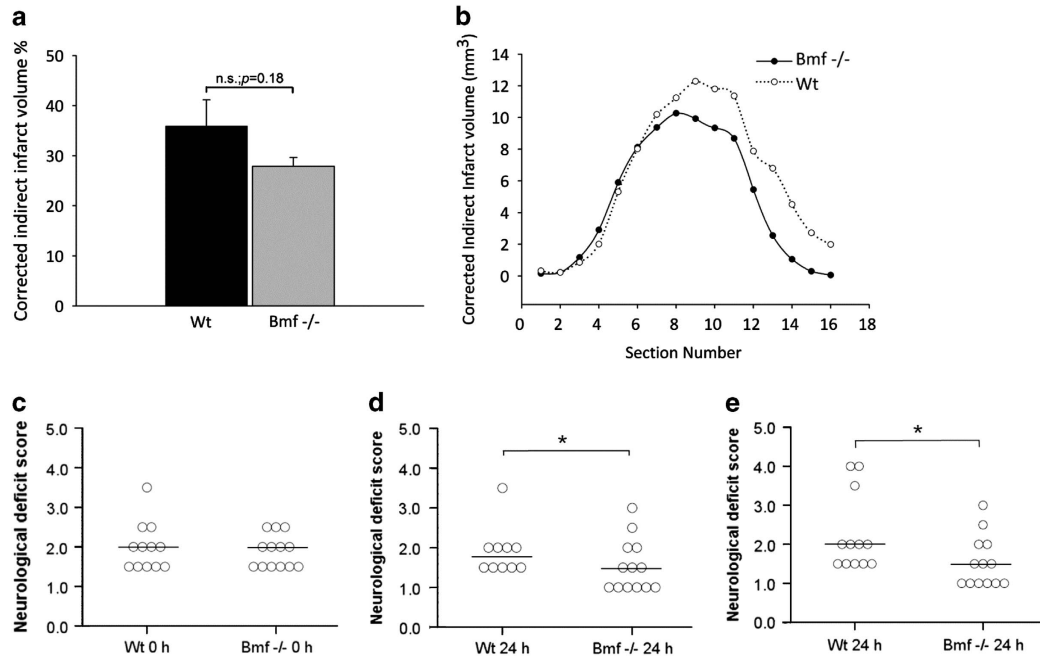 a
Corrected indirect infarct volume %
50
40
30
20
10
0
n.s.;p=0.18
Wt
Bmf -/-
b
Corrected Indirect Infarct volume (mm3)
14
12
10
8
6
4
2
0
Bmf -/-
Wt
0 2 4 6 8 10 12 14 16 18
Section Number
c
Neurological deficit score
5.0
4.0
3.0
2.0
1.0
0.0
Wt 0 h
Bmf -/- 0 h
d
Neurological deficit score
5.0
4.0
3.0
2.0
1.0
0.0
*
Wt 24 h
Bmf -/- 24 h
e
Neurological deficit score
5.0
4.0
3.0
2.0
1.0
0.0
*
Wt 24 h
Bmf -/- 24 h